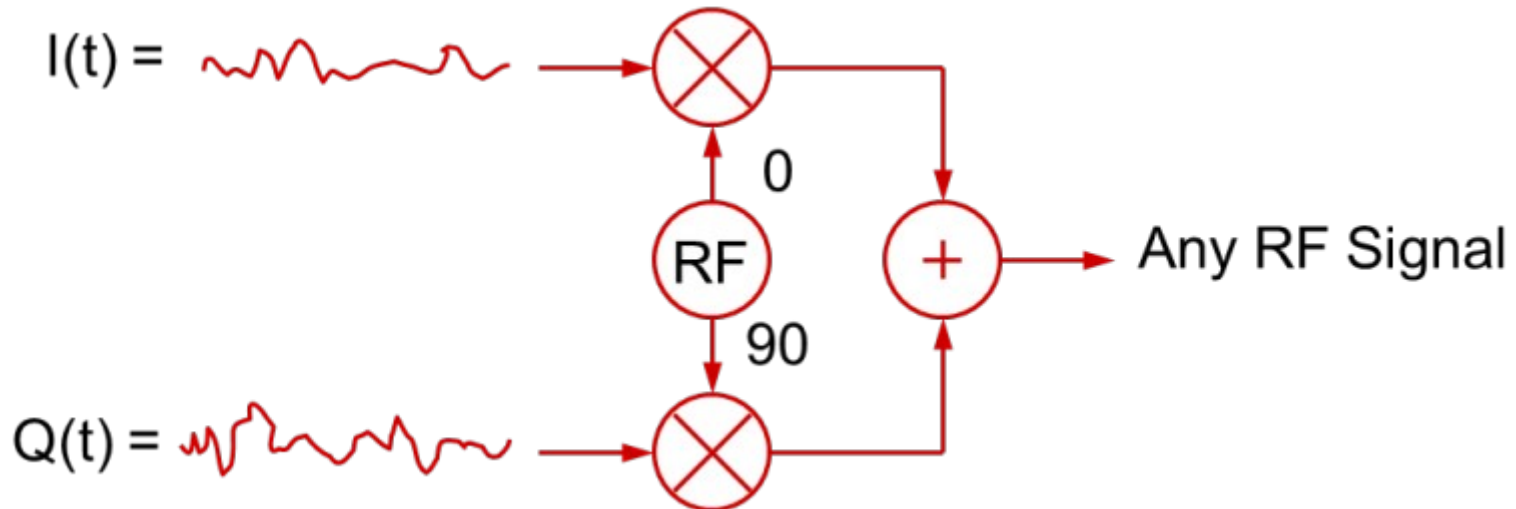 I(t) =
0
RF
+
Any RF Signal
90
Q(t) =